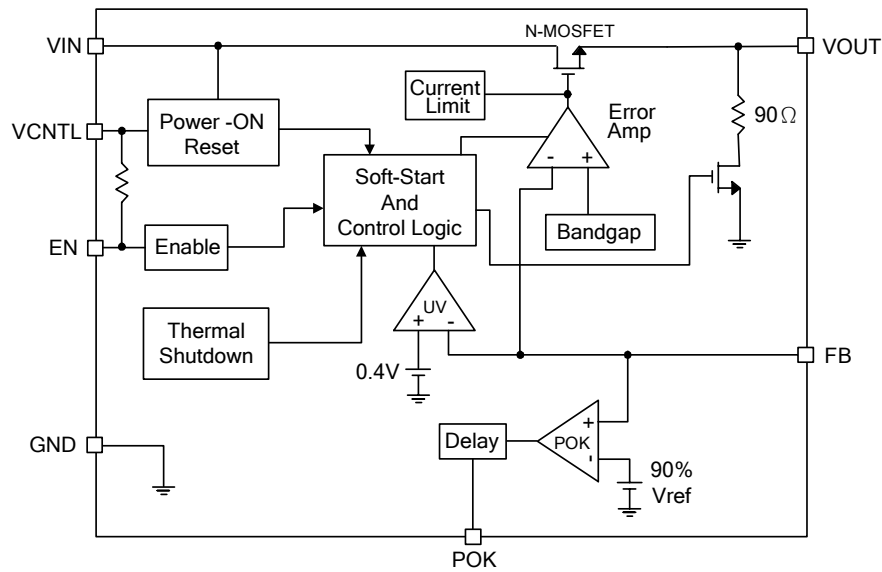 N-MOSFET
VIN
VOUT
Current
Limit
Error
Amp
90Ω
VCNTL
Power -ON
Reset
-
+
Soft-Start
And
Control Logic
EN
Enable
Bandgap
UV
+
-
Thermal
Shutdown
0.4V
FB
GND
Delay
POK
+
-
90%
Vref
POK